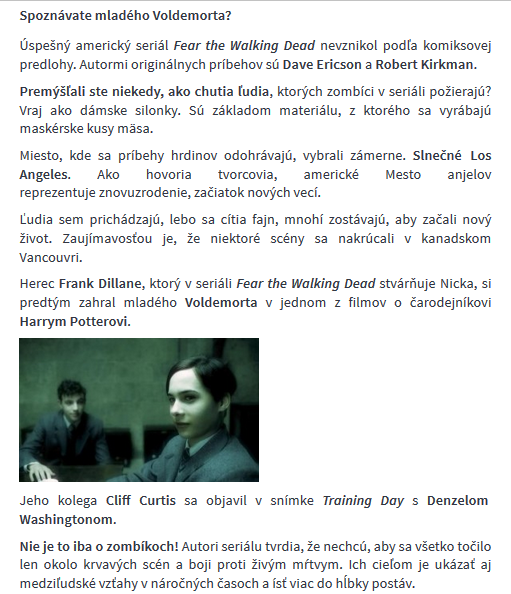 Spoznávate mladého Voldemorta?
Úspešný americký seriál Fear the Walking Dead nevznikol podľa komiksovej
predlohy. Autormi originálnych príbehov sú Dave Ericson a Robert Kirkman.
Premýšľali ste niekedy, ako chutia ľudia, ktorých zombíci v seriáli požierajú?
Vraj ako dámske silonky. Sú základom materiálu, z ktorého sa vyrábajú
maskérske kusy mäsa.
Miesto, kde sa príbehy hrdinov odohrávajú, vybrali zámerne. Slnečné Los
Angeles. Ako hovoria tvorcovia, americké Mesto anjelov
reprezentuje znovuzrodenie, začiatok nových vecí.
Ľudia sem prichádzajú, lebo sa cítia fajn, mnohí zostávajú, aby začali nový
život. Zaujímavosťou je, že niektoré scény sa nakrúcali v kanadskom
Vancouvri.
Herec Frank Dillane, ktorý v seriáli Fear the Walking Dead stvárňuje Nicka, si
predtým zahral mladého Voldemorta v jednom z filmov o čarodejníkovi
Harrym Potterovi.
Jeho kolega Cliff Curtis sa objavil v snímke Training Day s Denzelom
Washingtonom.
Nie je to iba o zombíkoch! Autori seriálu tvrdia, že nechcú, aby sa všetko točilo
len okolo krvavých scén a boji proti živým mŕtvym. Ich cieľom je ukázať aj
medziľudské vzťahy v náročných časoch a ísť viac do hĺbky postáv.